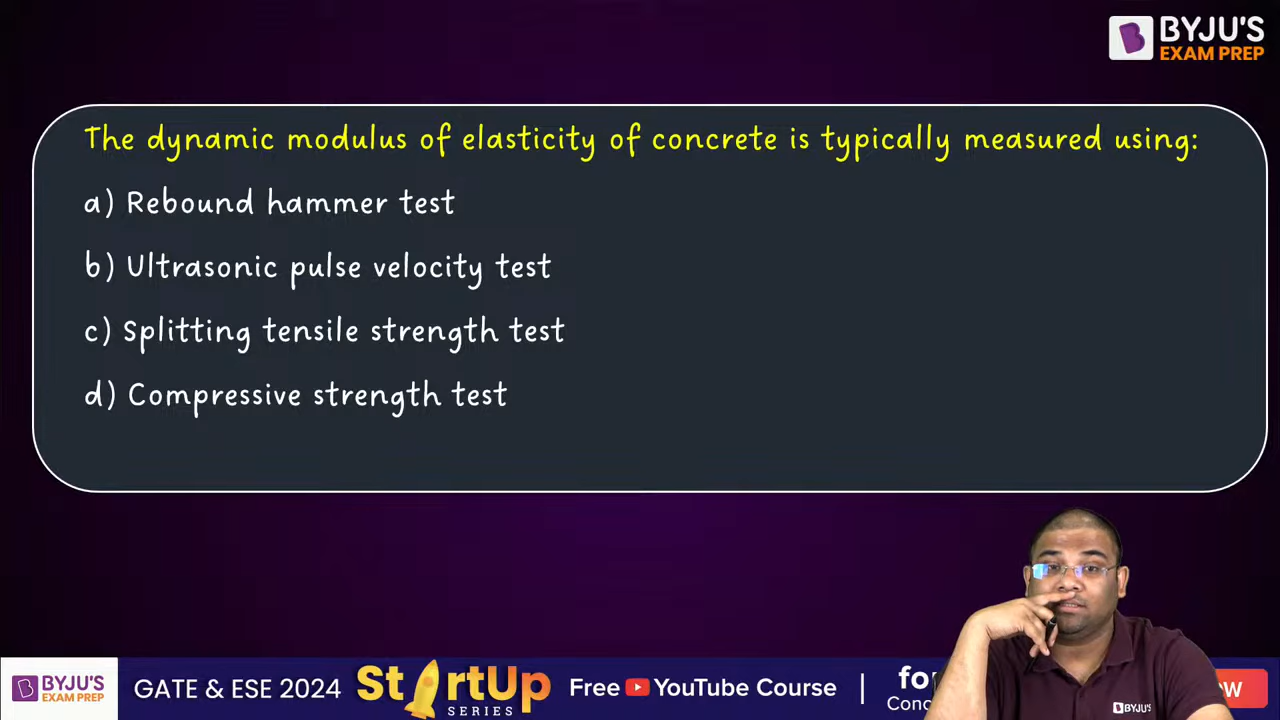 BYJU'S
EXAM PREP
The dynamic modulus of elasticity of concrete is typically measured using:
a) Rebound hammer test
b) Ultrasonic pulse velocity test
c) Splitting tensile strength test
d) Compressive strength test
BYJU'S
EXAM PREP
GATE & ESE 2024
StartUp
SERIES
Free YouTube Course
BYJU'S